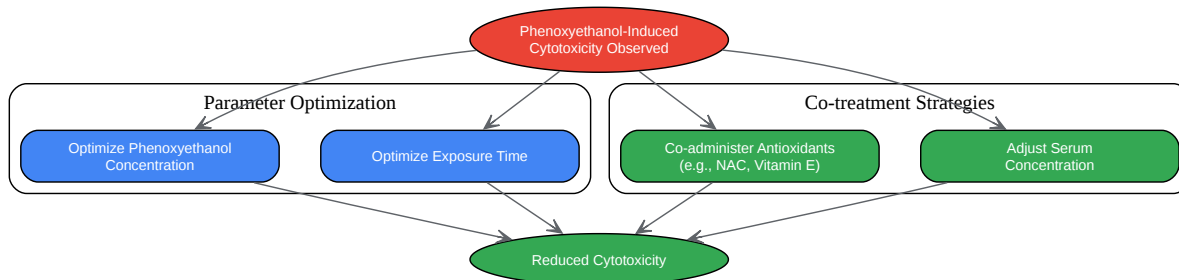 Phenoxyethanol-Induced
Cytotoxicity Observed
Parameter Optimization
Co-treatment Strategies
Optimize Phenoxyethanol
Concentration
Optimize Exposure Time
Co-administer Antioxidants
(e.g., NAC, Vitamin E)
Adjust Serum
Concentration
Reduced Cytotoxicity